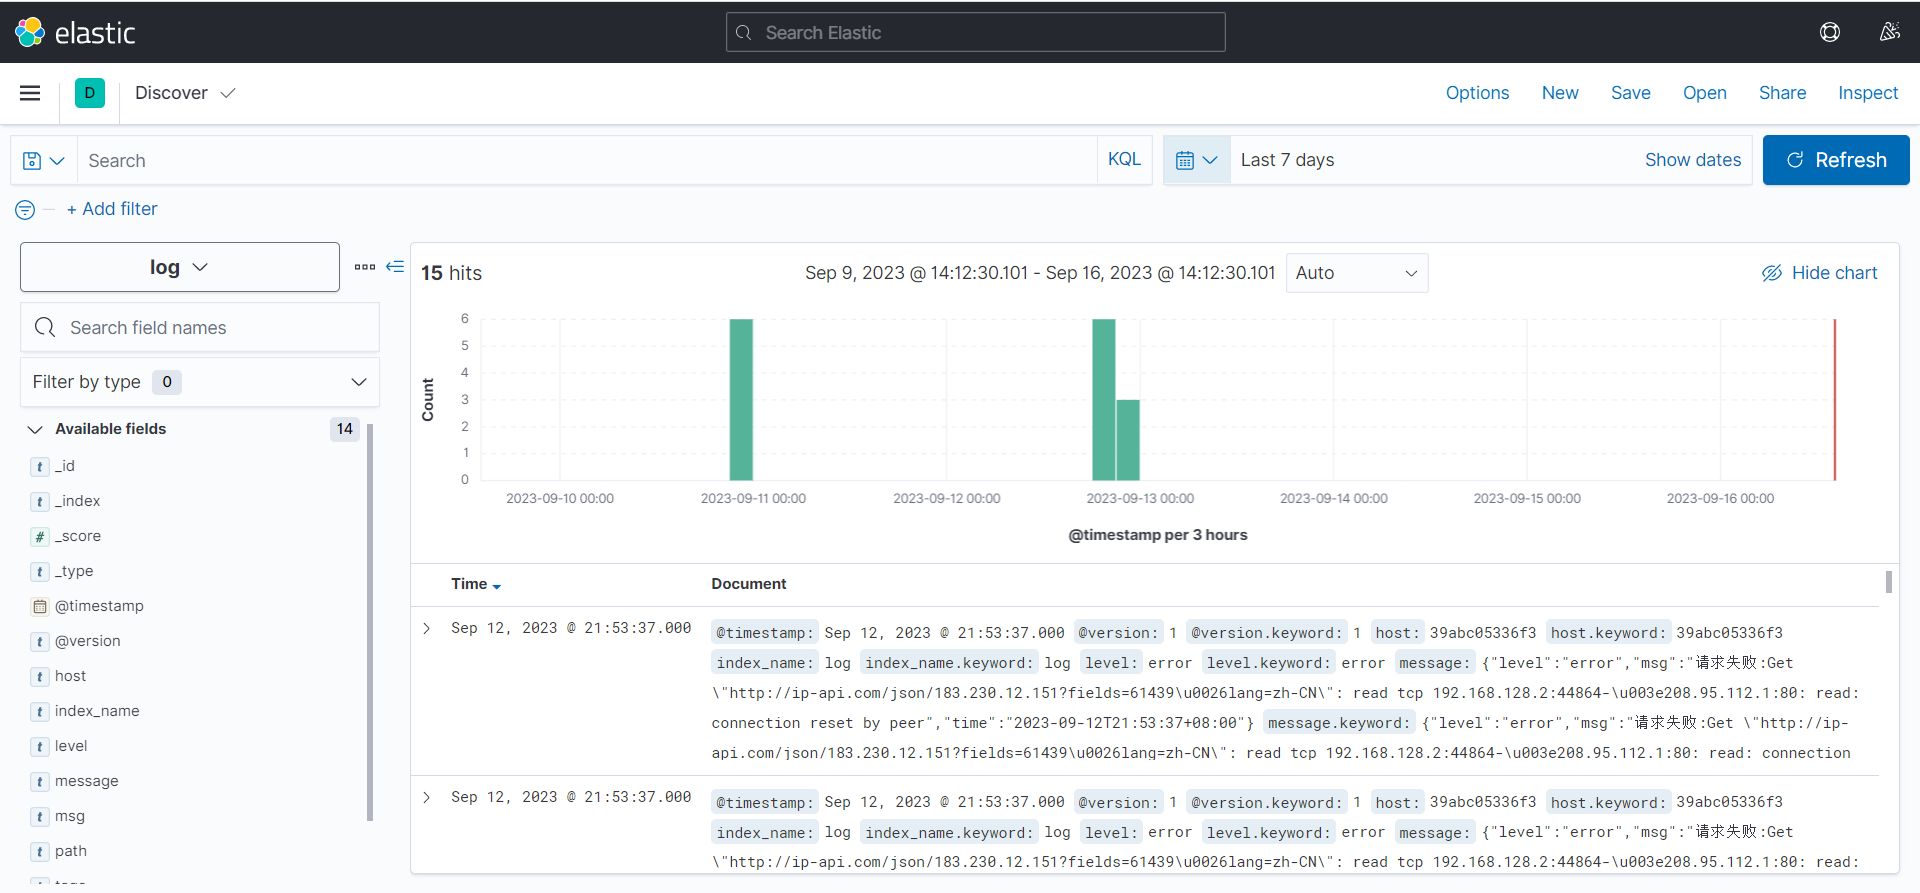 elastic
Search Elastic
D
Discover
Options New Save Open Share Inspect
Search
KQL
Last 7 days
Show dates
Refresh
+ Add filter
log
Search field names
Filter by type 0
Available fields 14
t _id
t _index
# _score
t _type
@timestamp
t @version
t host
t index_name
t level
t message
t msg
t path
15 hits
Sep 9, 2023 @ 14:12:30.101 - Sep 16, 2023 @ 14:12:30.101
Auto
Hide chart
Count
6
5
4
3
2
1
0
2023-09-10 00:00 2023-09-11 00:00 2023-09-12 00:00 2023-09-13 00:00 2023-09-14 00:00 2023-09-15 00:00 2023-09-16 00:00
@timestamp per 3 hours
Time Document
Sep 12, 2023 @ 21:53:37.000
@timestamp: Sep 12, 2023 @ 21:53:37.000 @version: 1 @version.keyword: 1 host: 39abc05336f3 host.keyword: 39abc05336f3
index_name: log index_name.keyword: log level: error level.keyword: error message: {"level":"error","msg":"请求失败:Get
\"http://ip-api.com/json/183.230.12.151?fields=61439\u0026lang=zh-CN\": read tcp 192.168.128.2:44864-\u003e208.95.112.1:80: read:
connection reset by peer","time":"2023-09-12T21:53:37+08:00"} message.keyword: {"level":"error","msg":"请求失败:Get \"http://ip-
api.com/json/183.230.12.151?fields=61439\u0026lang=zh-CN\": read tcp 192.168.128.2:44864-\u003e208.95.112.1:80: read: connection
Sep 12, 2023 @ 21:53:37.000
@timestamp: Sep 12, 2023 @ 21:53:37.000 @version: 1 @version.keyword: 1 host: 39abc05336f3 host.keyword: 39abc05336f3
index_name: log index_name.keyword: log level: error level.keyword: error message: {"level":"error","msg":"请求失败:Get
\"http://ip-api.com/json/183.230.12.151?fields=61439\u0026lang=zh-CN\": read tcp 192.168.128.2:44864-\u003e208.95.112.1:80: read: